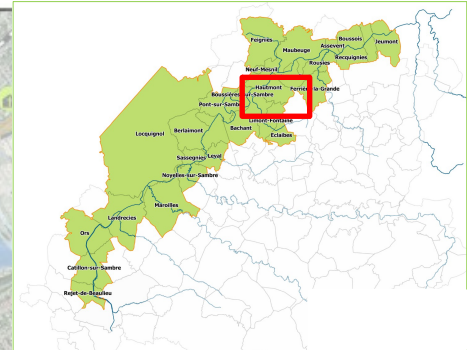 Feignies
Maubeuge
Assevent
Boussois
Jeumont
Recquignies
Rousies
Neuf-Mesnil
Hautmont
Ferrière-la-Grande
Boussières-sur-Sambre
Pont-sur-Sambre
Limont-Fontaine
Bachant
Eclaibes
Locquignol
Berlaimont
Sassegnies
Leval
Noyelles-sur-Sambre
Maroilles
Landrecies
Ors
Catillon-sur-Sambre
Rejet-de-Beaulieu